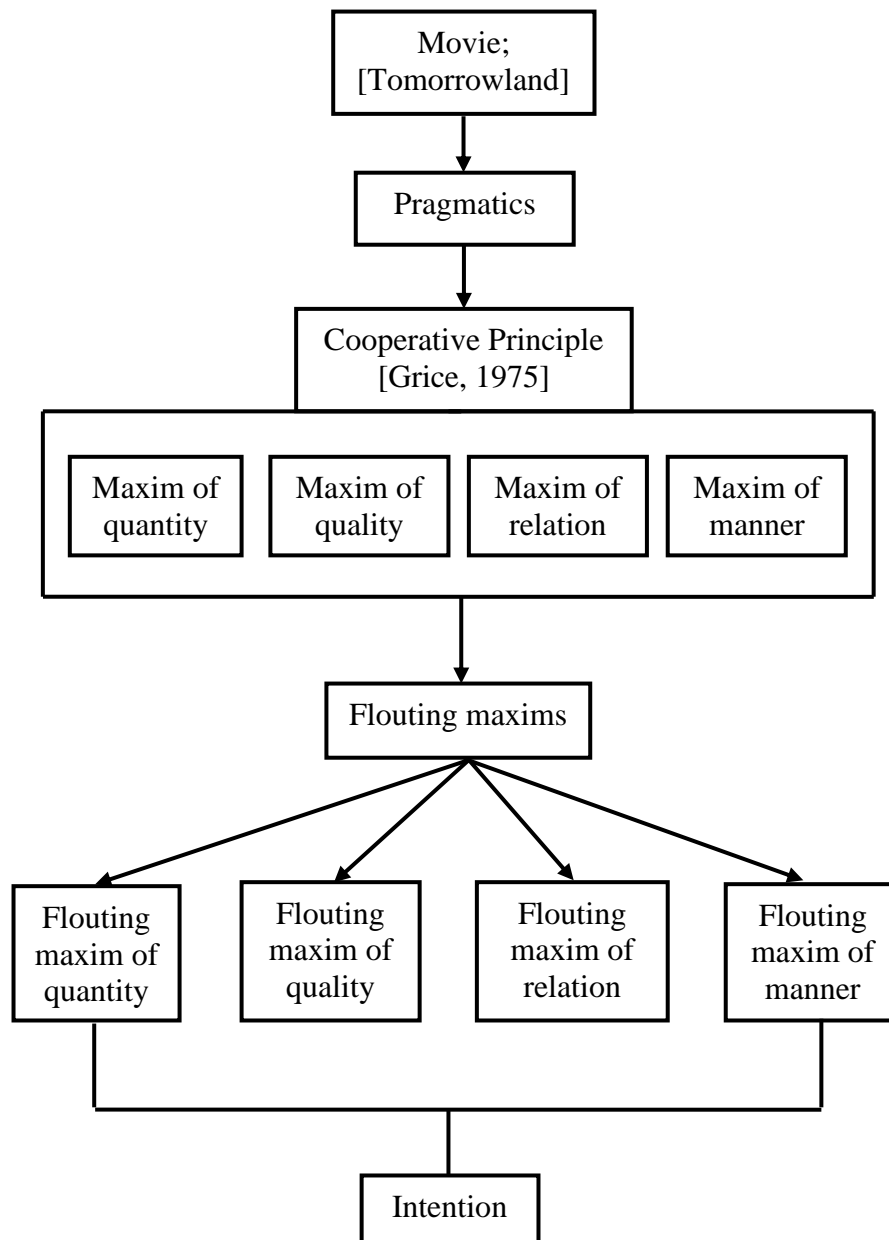 Movie;
[Tomorrowland]
Pragmatics
Cooperative Principle
[Grice, 1975]
Maxim of
quantity
Maxim of
quality
Maxim of
relation
Maxim of
manner
Flouting maxims
Flouting
maxim of
quantity
Flouting
maxim of
quality
Flouting
maxim of
relation
Flouting
maxim of
manner
Intention